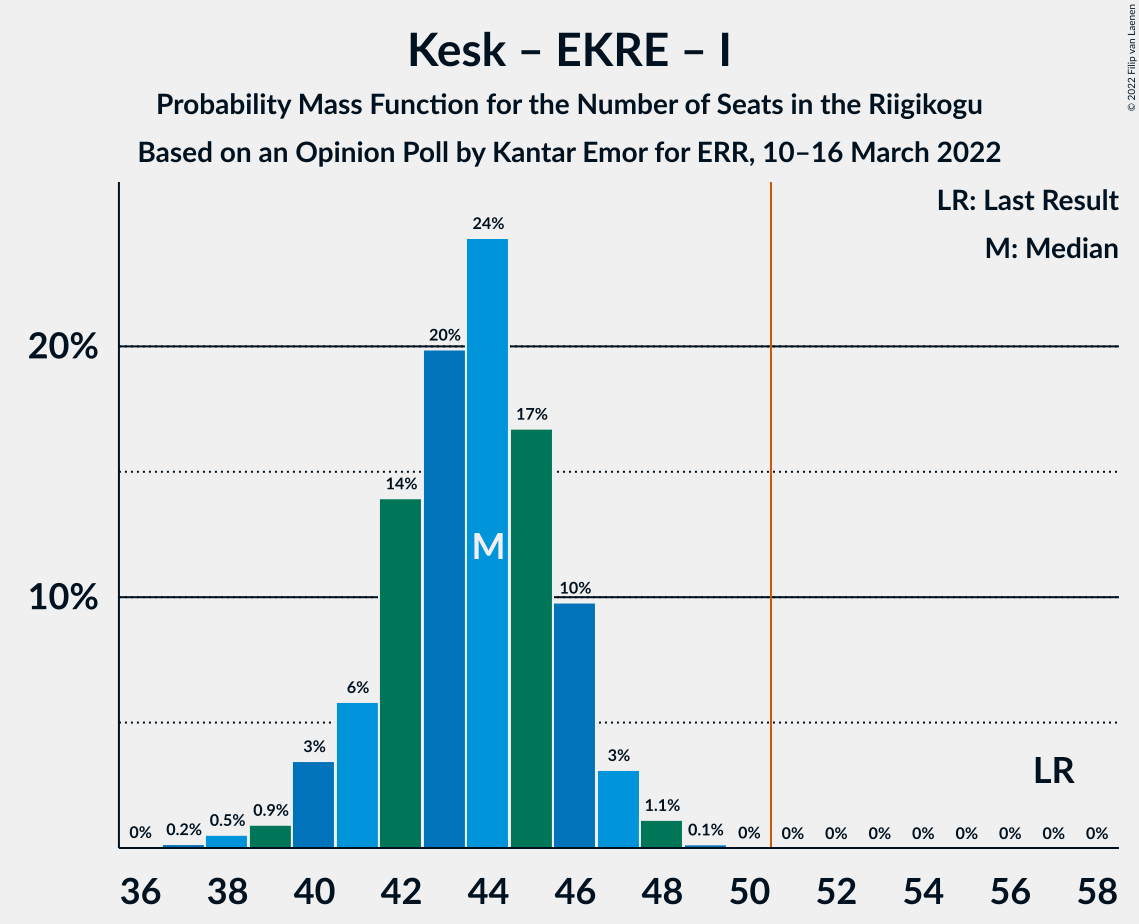 Kesk – EKRE – I
Probability Mass Function for the Number of Seats in the Riigikogu
Based on an Opinion Poll by Kantar Emor for ERR, 10–16 March 2022
© 2022 Filip van Laenen
LR: Last Result
M: Median
20%
10%
0%
0.2%
0.5%
0.9%
3%
6%
14%
20%
24%
17%
10%
3%
1.1%
0.1%
0%
0%
0%
0%
0%
0%
0%
0%
0%
M
LR
36 38 40 42 44 46 48 50 52 54 56 58